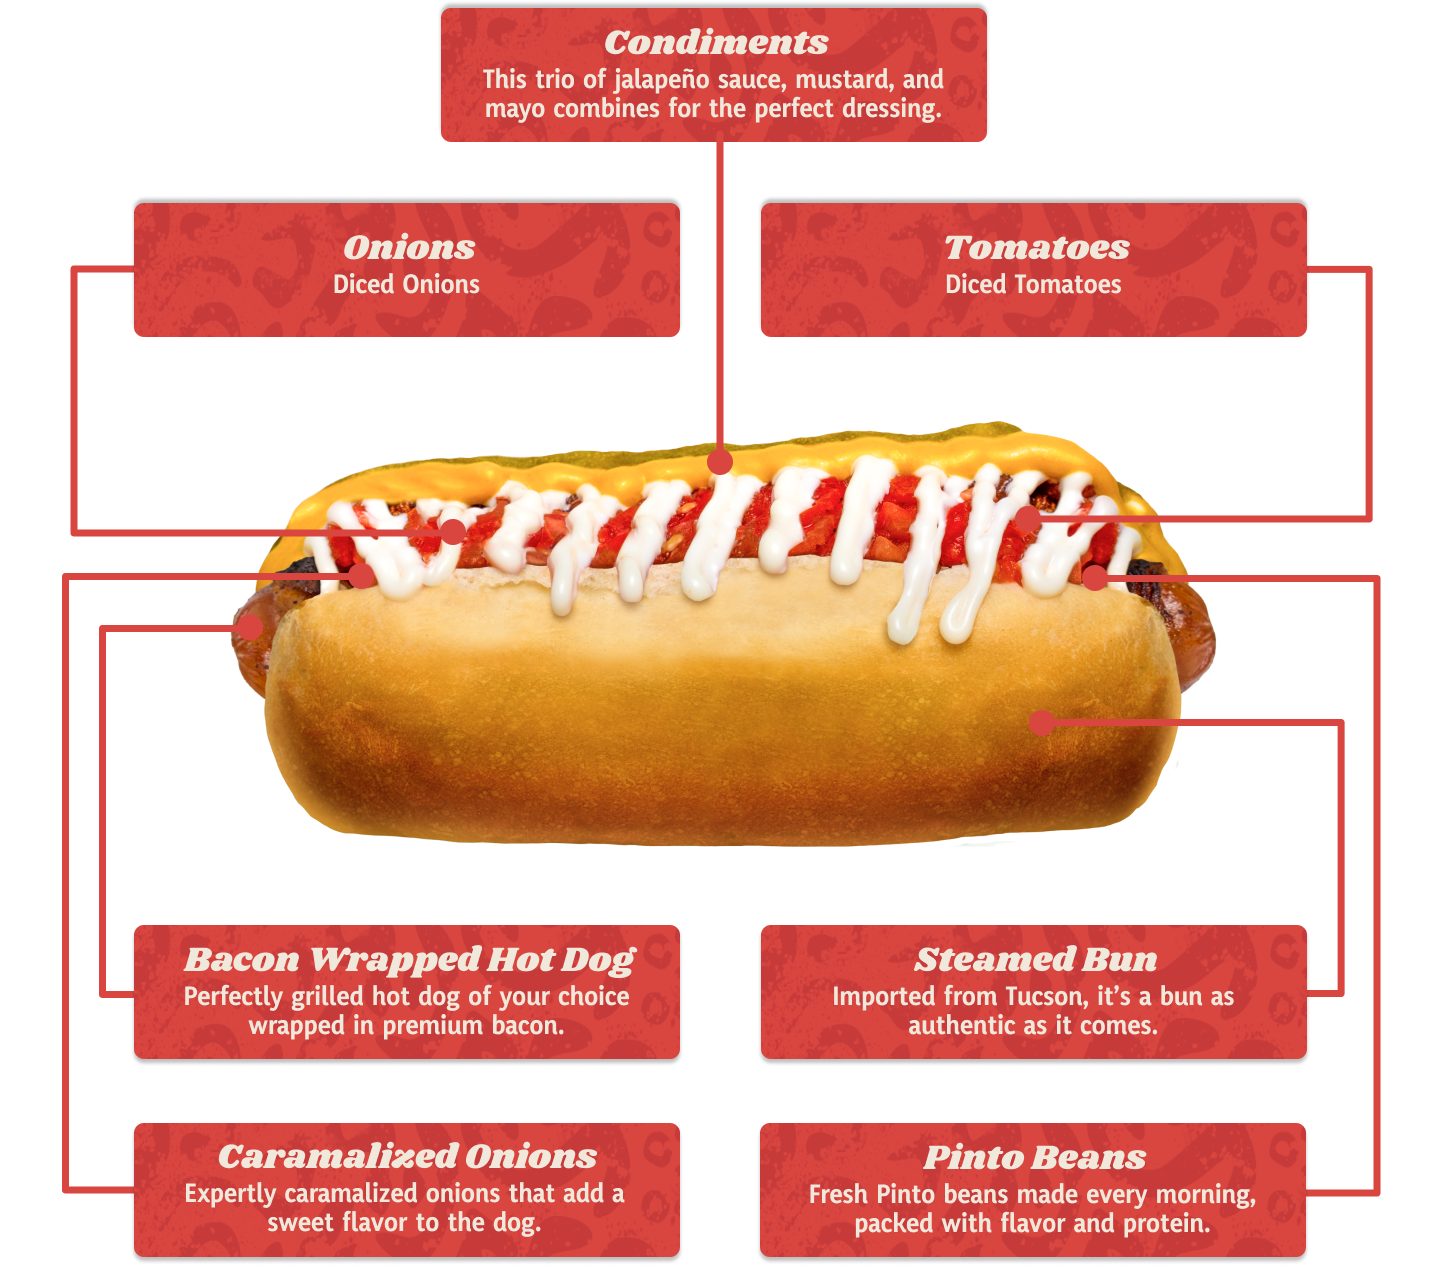 Condiments
This trio of jalapeño sauce, mustard, and
mayo combines for the perfect dressing.
Onions
Diced Onions
Tomatoes
Diced Tomatoes
Bacon Wrapped Hot Dog
Perfectly grilled hot dog of your choice
wrapped in premium bacon.
Steamed Bun
Imported from Tucson, it’s a bun as
authentic as it comes.
Caramalized Onions
Expertly caramalized onions that add a
sweet flavor to the dog.
Pinto Beans
Fresh Pinto beans made every morning,
packed with flavor and protein.